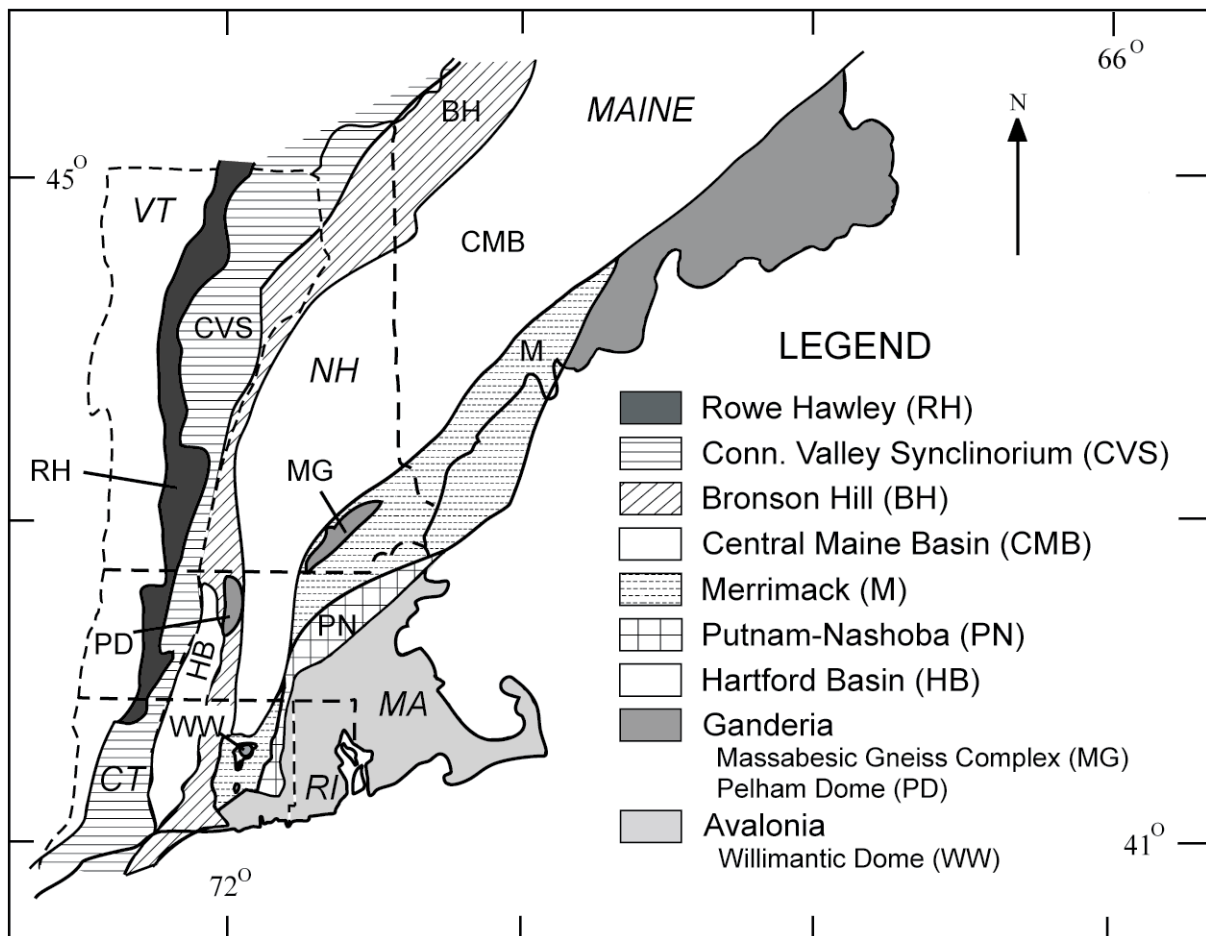 66°
N
MAINE
BH
45°
VT
CMB
CVS
NH
M
RH
MG
PD
HB
PN
WW
MA
CT
RI
72°
41°
LEGEND
Rowe Hawley (RH)
Conn. Valley Synclinorium (CVS)
Bronson Hill (BH)
Central Maine Basin (CMB)
Merrimack (M)
Putnam-Nashoba (PN)
Hartford Basin (HB)
Ganderia
Massabesic Gneiss Complex (MG)
Pelham Dome (PD)
Avalonia
Willimantic Dome (WW)